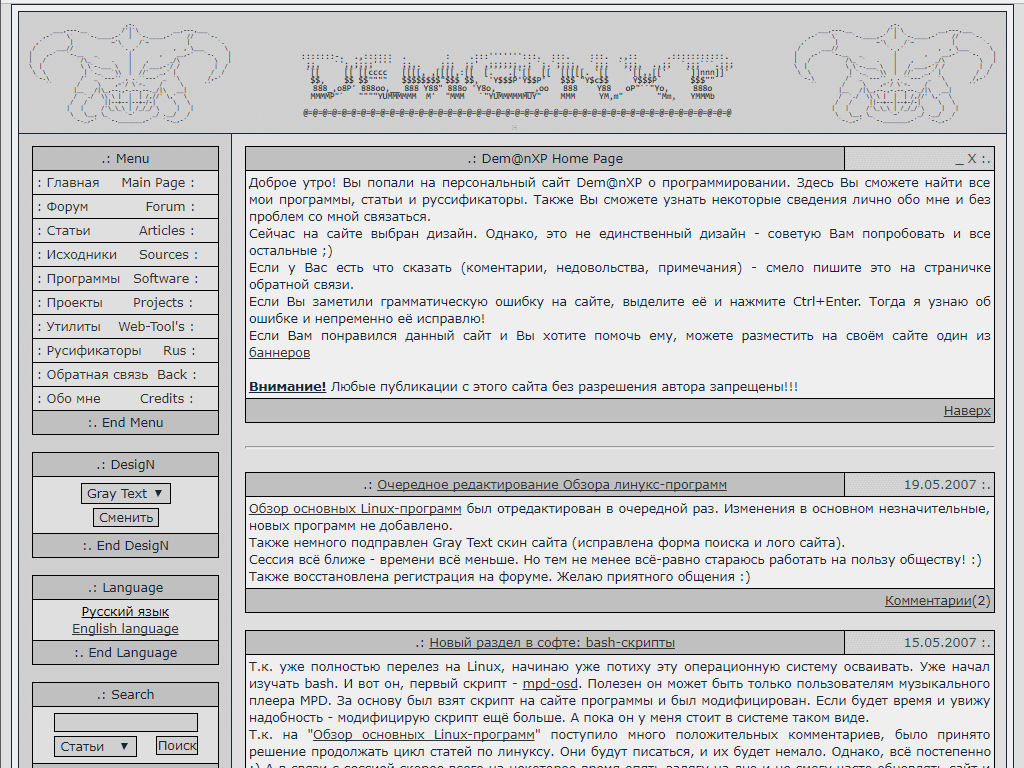 .: Menu
: Главная Main Page :
: Форум Forum :
: Статьи Articles :
: Исходники Sources :
: Программы Software :
: Проекты Projects :
: Утилиты Web-Tool's :
: Русификаторы Rus :
: Обратная связь Back :
: Обо мне Credits :
:. End Menu
.: DesigN
Gray Text ▼
Сменить
:. End DesigN
.: Language
Русский язык
English language
:. End Language
.: Search
Статьи ▼ Поиск
.: Dem@nXP Home Page _ X :.
Доброе утро! Вы попали на персональный сайт Dem@nXP о программировании. Здесь Вы сможете найти все
мои программы, статьи и руссификаторы. Также Вы сможете узнать некоторые сведения лично обо мне и без
проблем со мной связаться.
Сейчас на сайте выбран дизайн. Однако, это не единственный дизайн - советую Вам попробовать и все
остальные ;)
Если у Вас есть что сказать (коментарии, недовольства, примечания) - смело пишите это на страничке
обратной связи.
Если Вы заметили грамматическую ошибку на сайте, выделите её и нажмите Ctrl+Enter. Тогда я узнаю об
ошибке и непременно её исправлю!
Если Вам понравился данный сайт и Вы хотите помочь ему, можете разместить на своём сайте один из
баннеров
Внимание! Любые публикации с этого сайта без разрешения автора запрещены!!!
Наверх
.: Очередное редактирование Обзора линукс-программ 19.05.2007 :.
Обзор основных Linux-программ был отредактирован в очередной раз. Изменения в основном незначительные,
новых программ не добавлено.
Также немного подправлен Gray Text скин сайта (исправлена форма поиска и лого сайта).
Сессия всё ближе - времени всё меньше. Но тем не менее всё-равно стараюсь работать на пользу обществу! :)
Также восстановлена регистрация на форуме. Желаю приятного общения :)
Комментарии(2)
.: Новый раздел в софте: bash-скрипты 15.05.2007 :.
Т.к. уже полностью перелез на Linux, начинаю уже потиху эту операционную систему осваивать. Уже начал
изучать bash. И вот он, первый скрипт - mpd-osd. Полезен он может быть только пользователям музыкального
плеера MPD. За основу был взят скрипт на сайте программы и был модифицирован. Если будет время и увижу
надобность - модифицирую скрипт ещё больше. А пока он у меня стоит в системе таком виде.
Т.к. на "Обзор основных Linux-программ" поступило много положительных комментариев, было принято
решение продолжать цикл статей по линуксу. Они будут писаться, и их будет немало. Однако, всё постепенно